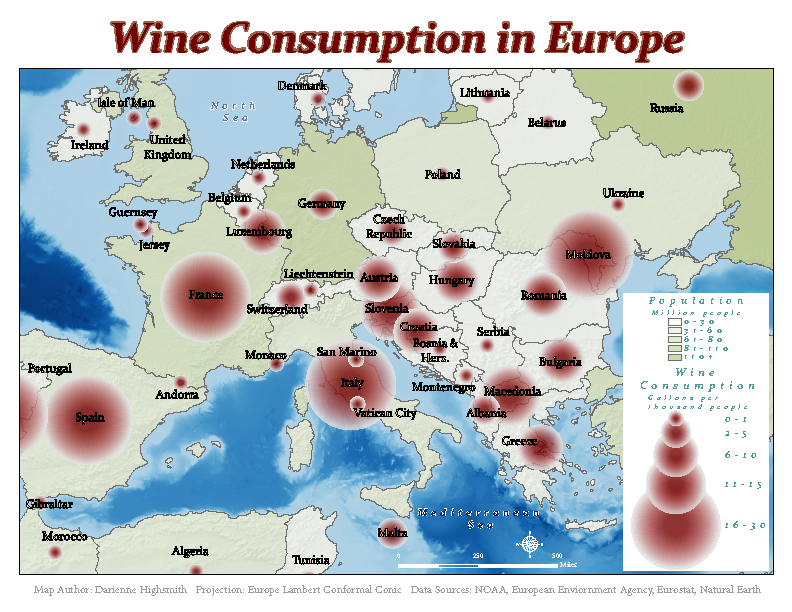 Wine Consumption in Europe
Denmark
Lithuania
Russia
Isle of Man
North
Sea
Belarus
Ireland
United
Kingdom
Netherlands
Poland
Belgium
Germany
Ukraine
Guernsey
Czech
Republic
Luxembourg
Jersey
Slovakia
Moldova
Liechtenstein
Austria
Hungary
France
Romania
Switzerland
Slovenia
Croatia
Serbia
Bosnia &
Hers.
Monaco
San Marino
Bulgaria
Portugal
Andorra
Italy
Montenegro
Macedonia
Spain
Vatican City
Albania
Greece
Gibraltar
Mediterranean
Sea
Morocco
Algeria
Tunisia
Malta
0 250 500
Miles
Population
Million people
0-30
31-60
61-80
81-110
110+
Wine
Consumption
Gallons per
thousand people
0-1
2-5
6-10
11-15
16-30
Map Author: Darienne Highsmith Projection: Europe Lambert Conformal Conic Data Sources: NOAA, European Enviornment Agency, Eurostat, Natural Earth